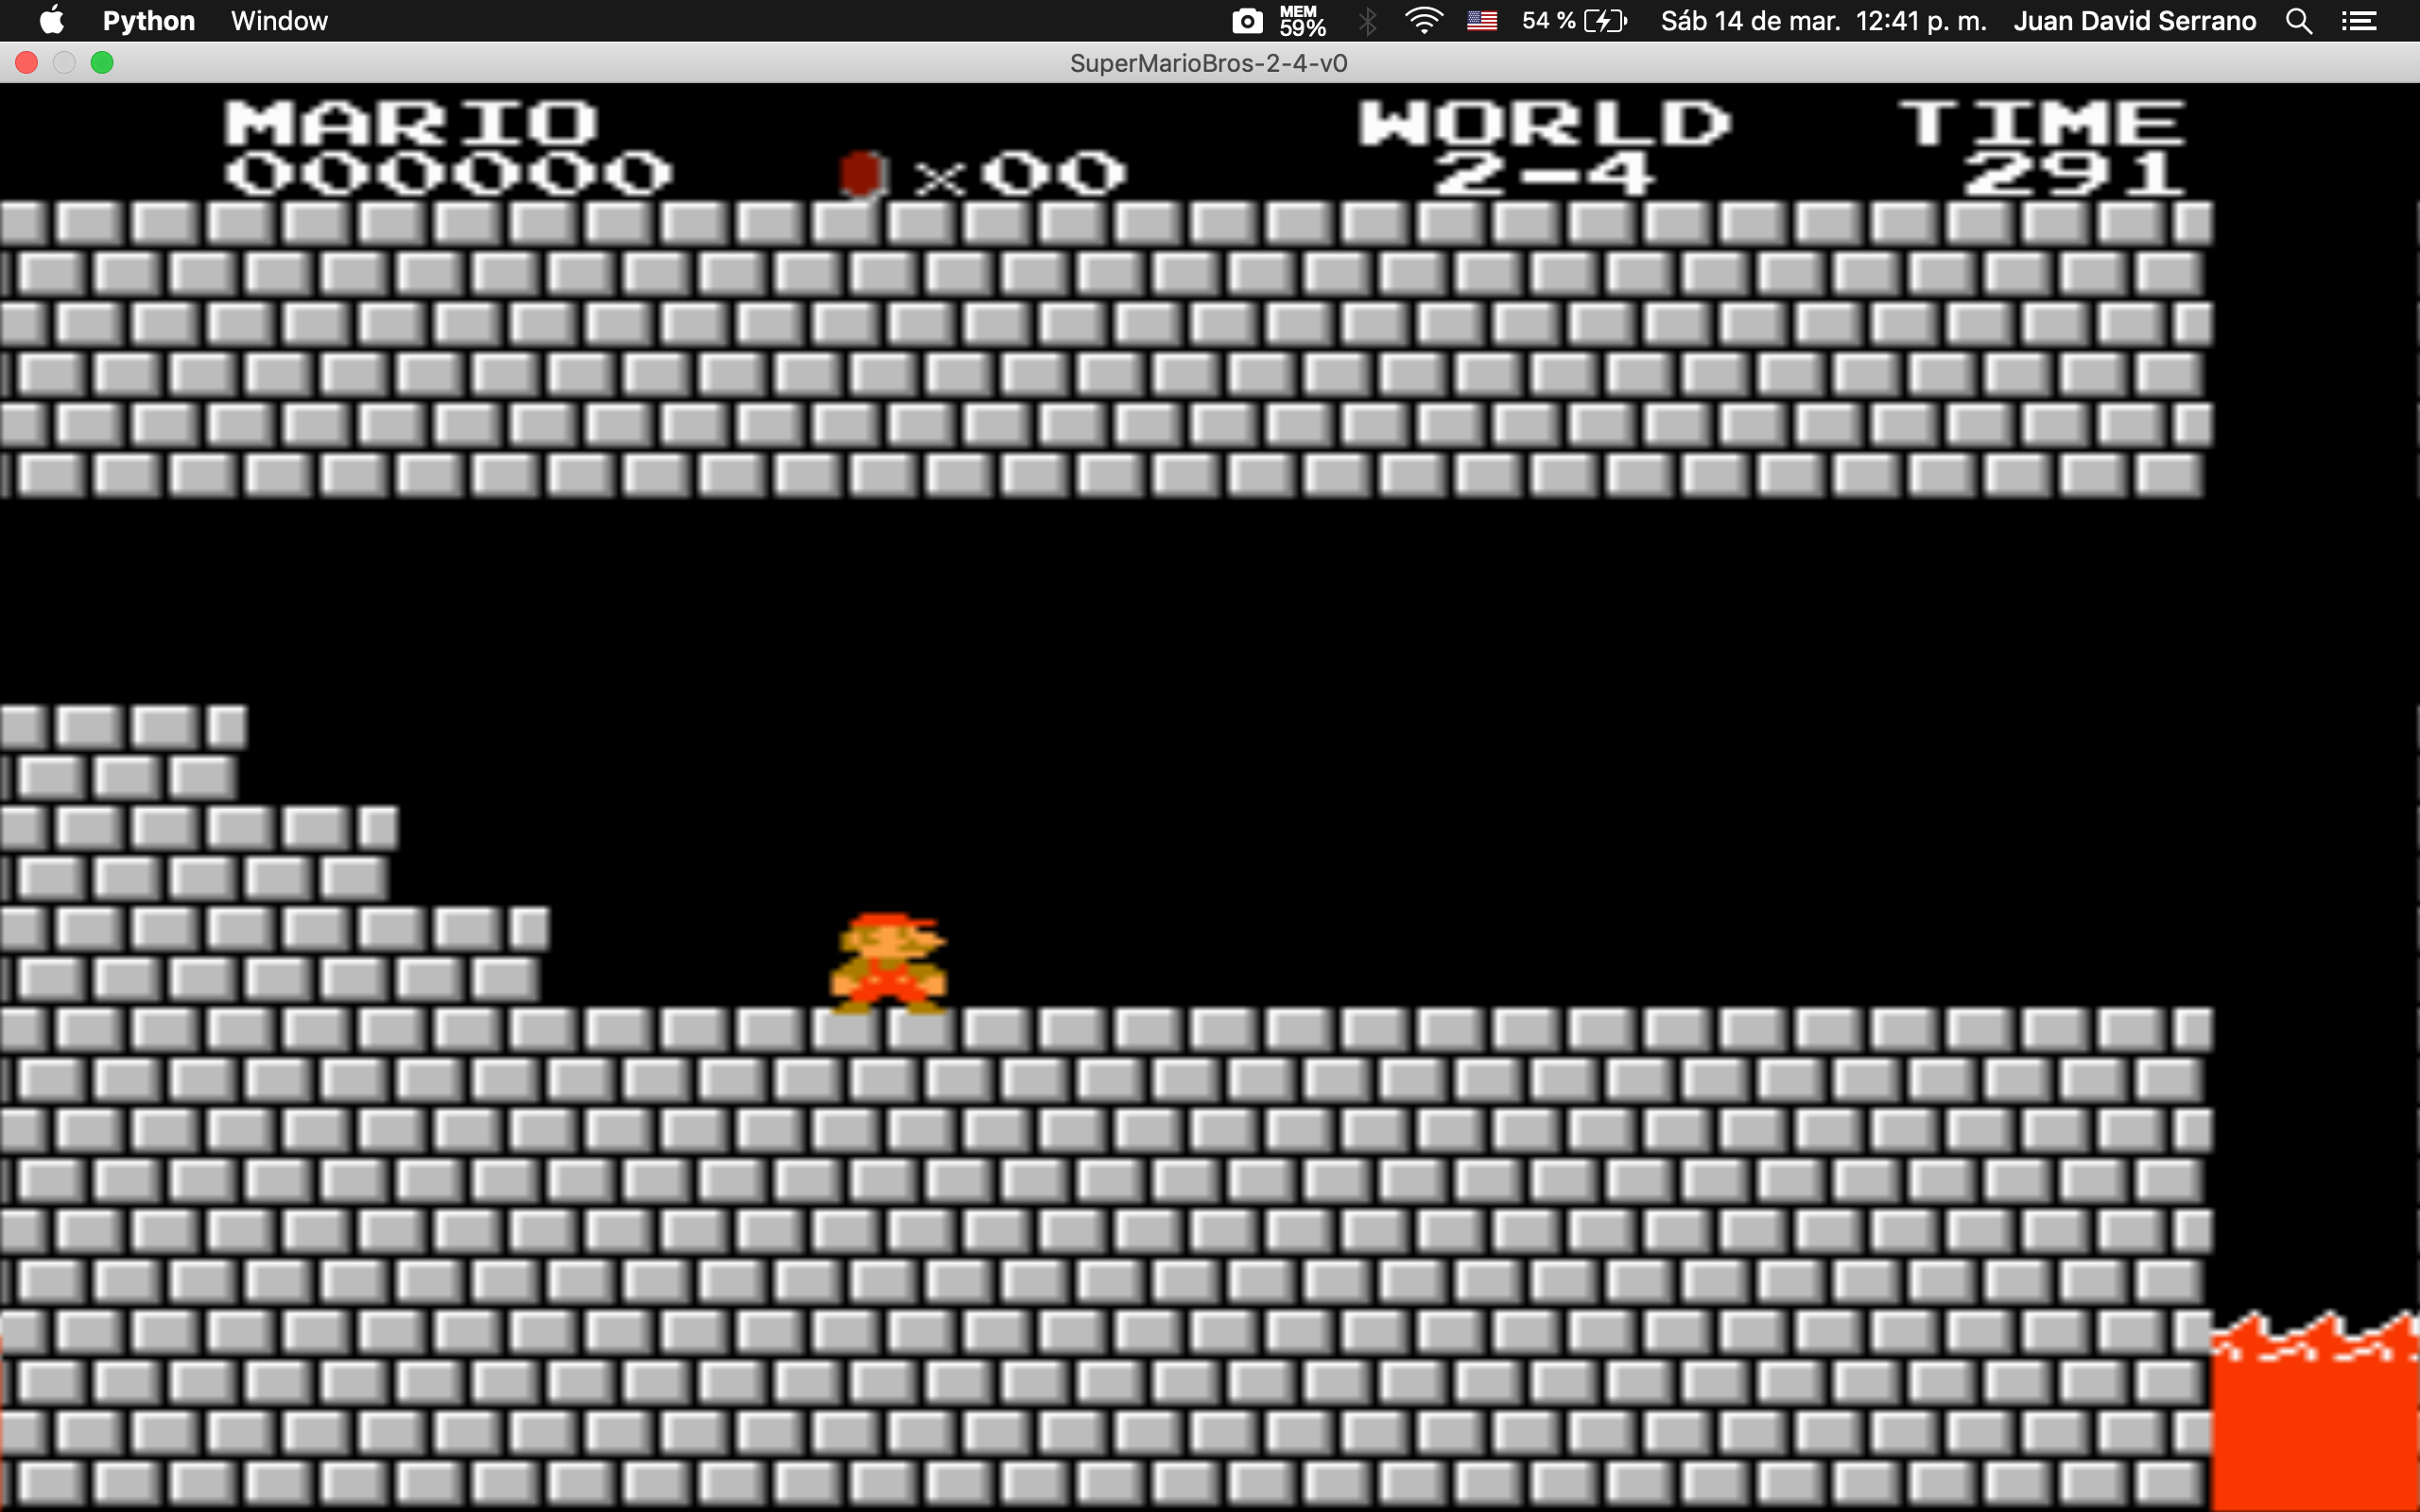 Python Window MEM 59% 54 % Sáb 14 de mar. 12:41 p. m. Juan David Serrano
SuperMarioBros-2-4-v0
MARIO WORLD TIME
000000 ×00 2-4 291